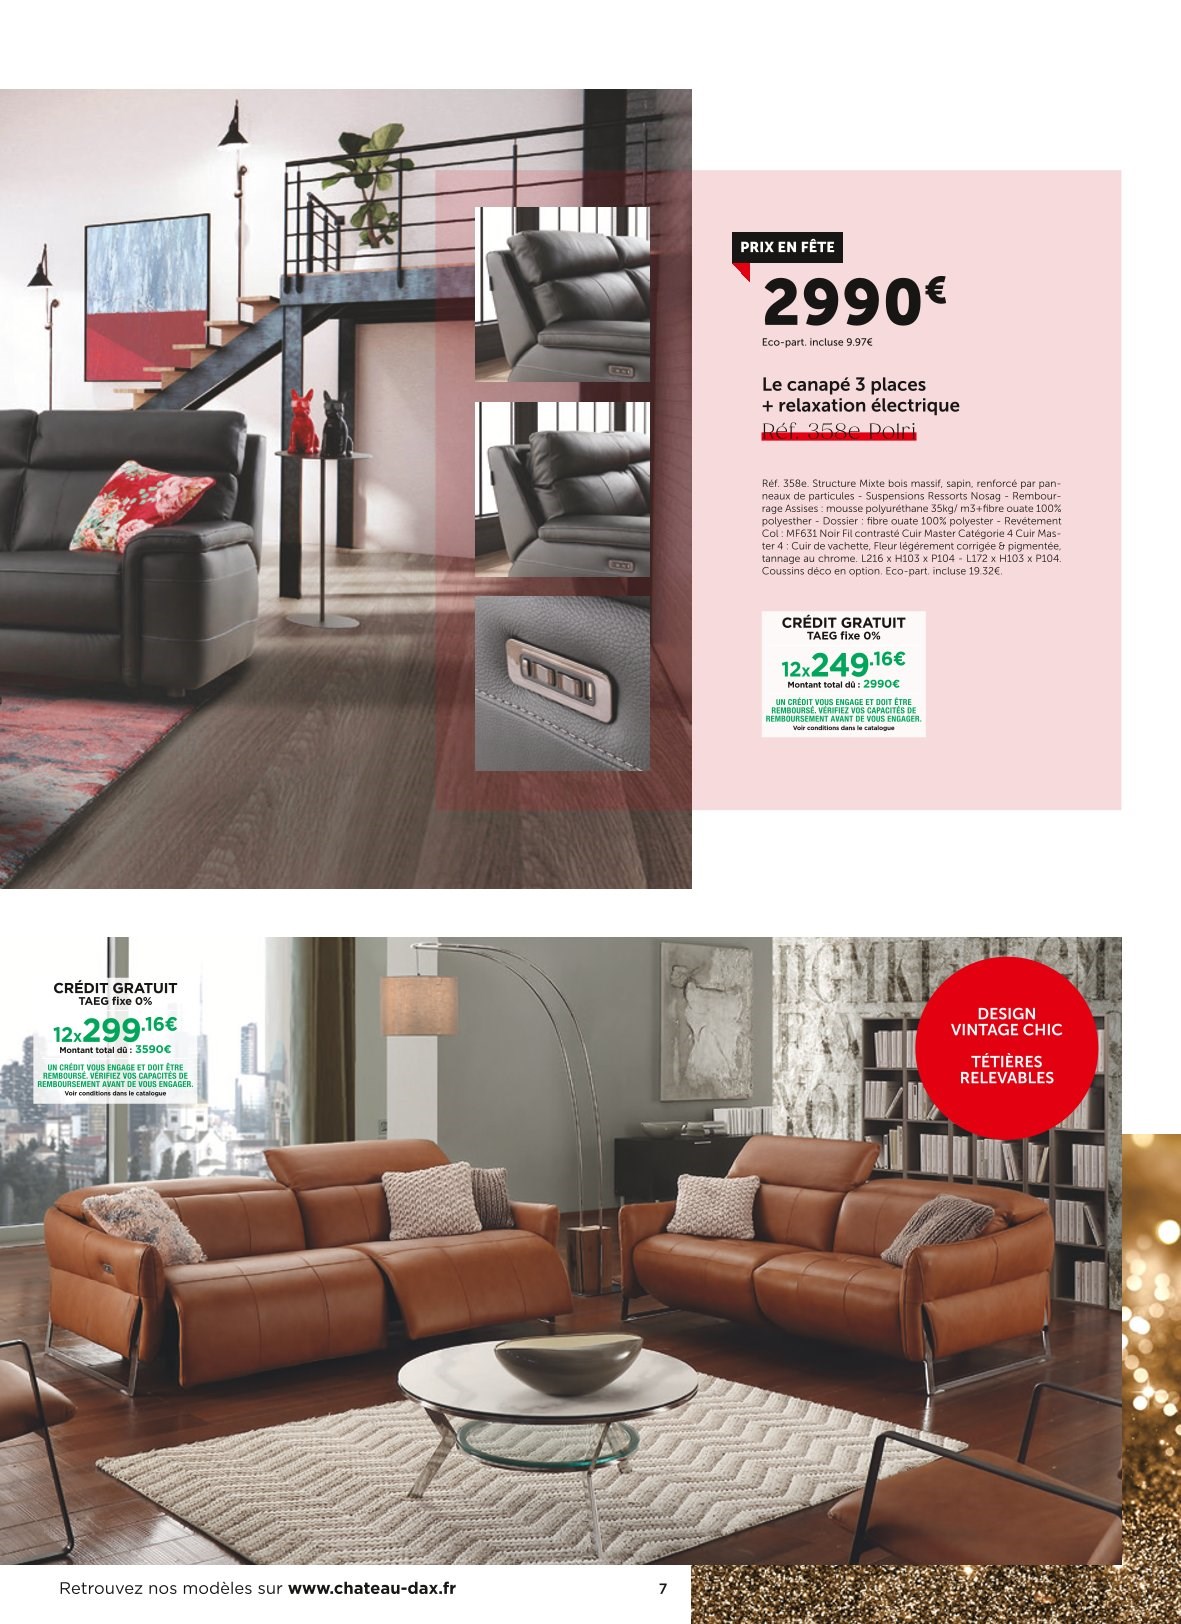 PRIX EN FÊTE
2990€
Eco-part. incluse 9.97€
Le canapé 3 places
+ relaxation électrique
Réf. 358e Polri
Réf. 358e. Structure Mixte bois massif, sapin, renforcé par pan-
neaux de particules - Suspensions Ressorts Nosag - Rembour-
rage Assises : mousse polyuréthane 35kg/ m3+fibre ouate 100%
polyesther - Dossier : fibre ouate 100% polyester - Revétement
Col : MF631 Noir Fil contrasté Cuir Master Catégorie 4 Cuir Mas-
ter 4 : Cuir de vachette, Fleur légérement corrigée & pigmentée,
tannage au chrome. L216 x H103 x P104 - L172 x H103 x P104.
Coussins déco en option. Eco-part. incluse 19.32€.
CRÉDIT GRATUIT
TAEG fixe 0%
12x249.16€
Montant total dû : 2990€
UN CRÉDIT VOUS ENGAGE ET DOIT ÊTRE
REMBOURSÉ. VÉRIFIEZ VOS CAPACITÉS DE
REMBOURSEMENT AVANT DE VOUS ENGAGER.
Voir conditions dans le catalogue
CRÉDIT GRATUIT
TAEG fixe 0%
12x299.16€
Montant total dû : 3590€
UN CRÉDIT VOUS ENGAGE ET DOIT ÊTRE
REMBOURSÉ. VÉRIFIEZ VOS CAPACITÉS DE
REMBOURSEMENT AVANT DE VOUS ENGAGER.
Voir conditions dans le catalogue
DESIGN
VINTAGE CHIC
TÉTIÈRES
RELEVABLES
Retrouvez nos modèles sur www.chateau-dax.fr
7